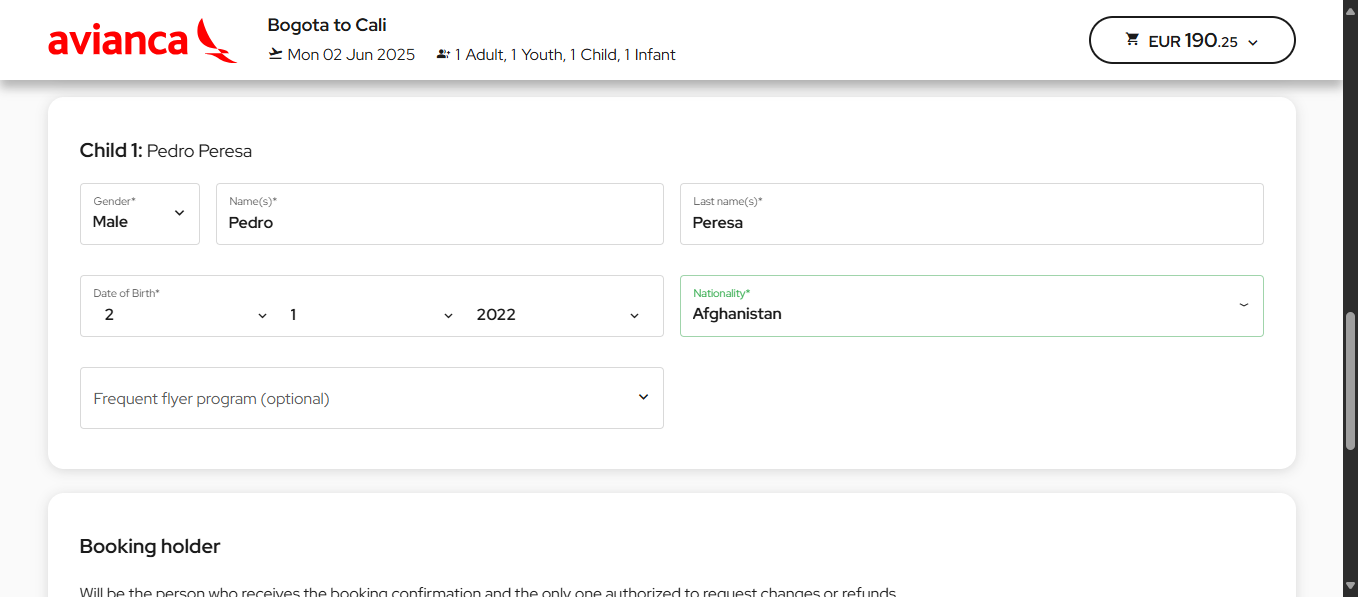 avianca
Bogota to Cali
Mon 02 Jun 2025 1 Adult, 1 Youth, 1 Child, 1 Infant
EUR 190.25
Child 1: Pedro Peresa
Gender* Name(s)* Last name(s)*
Male Pedro Peresa
Date of Birth* Nationality*
2 1 2022 Afghanistan
Frequent flyer program (optional)
Booking holder
Will be the person who receives the booking confirmation and the only one authorized to request changes or refunds.